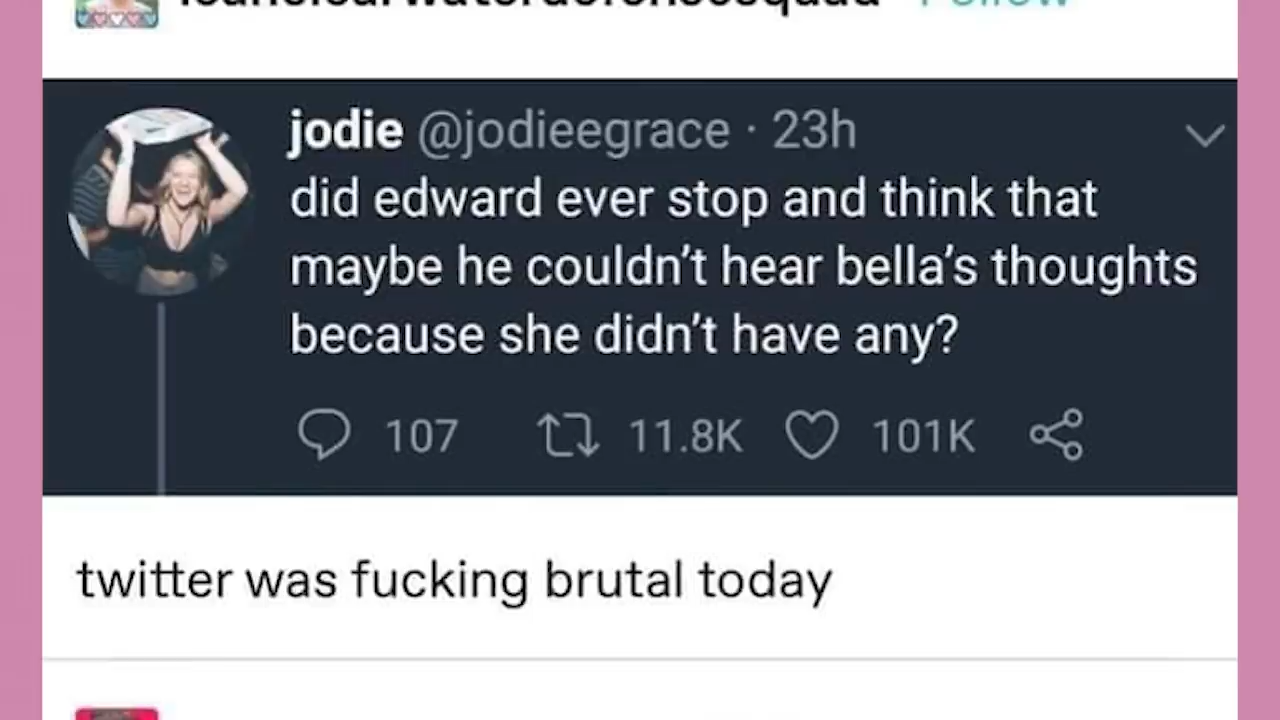 jodie @jodieegrace · 23h
did edward ever stop and think that
maybe he couldn't hear bella's thoughts
because she didn't have any?
107 11.8K 101K
twitter was fucking brutal today